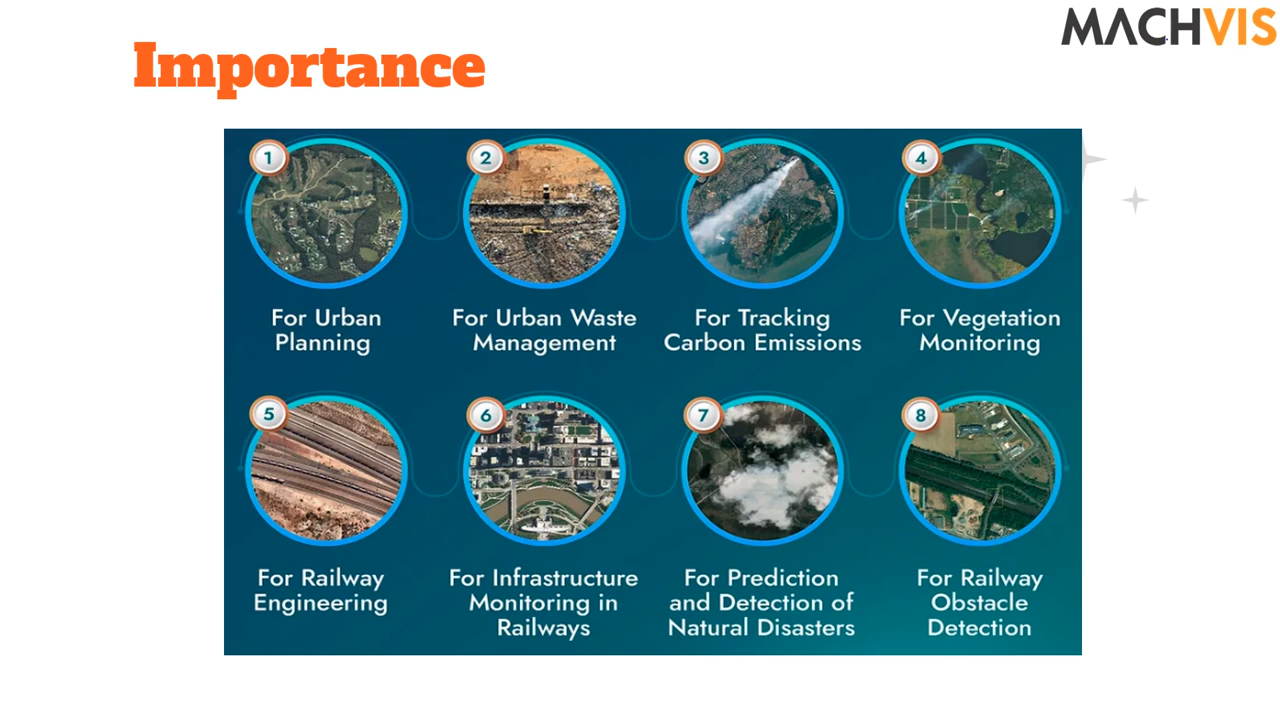 MACHVIS
Importance
1
2
3
4
For Urban
Planning
For Urban Waste
Management
For Tracking
Carbon Emissions
For Vegetation
Monitoring
5
6
7
8
For Railway
Engineering
For Infrastructure
Monitoring in
Railways
For Prediction
and Detection of
Natural Disasters
For Railway
Obstacle
Detection